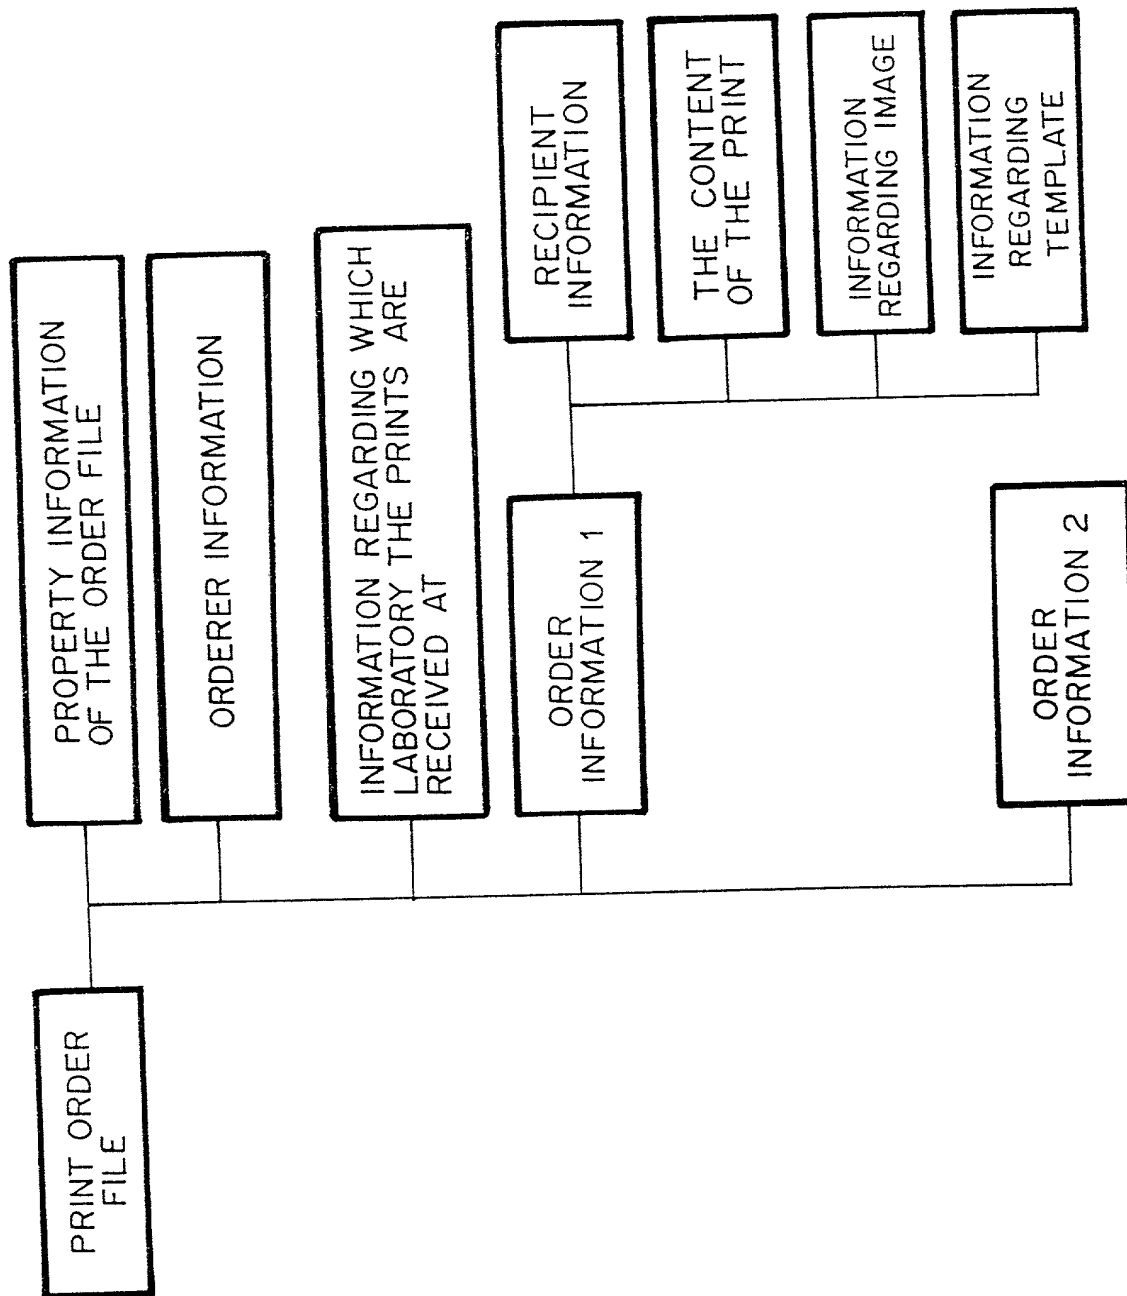 PRINT ORDER
FILE
PROPERTY INFORMATION
OF THE ORDER FILE
ORDERER INFORMATION
INFORMATION REGARDING WHICH
LABORATORY THE PRINTS ARE
RECEIVED AT
ORDER
INFORMATION 1
RECIPIENT
INFORMATION
THE CONTENT
OF THE PRINT
INFORMATION
REGARDING IMAGE
INFORMATION
REGARDING
TEMPLATE
ORDER
INFORMATION 2